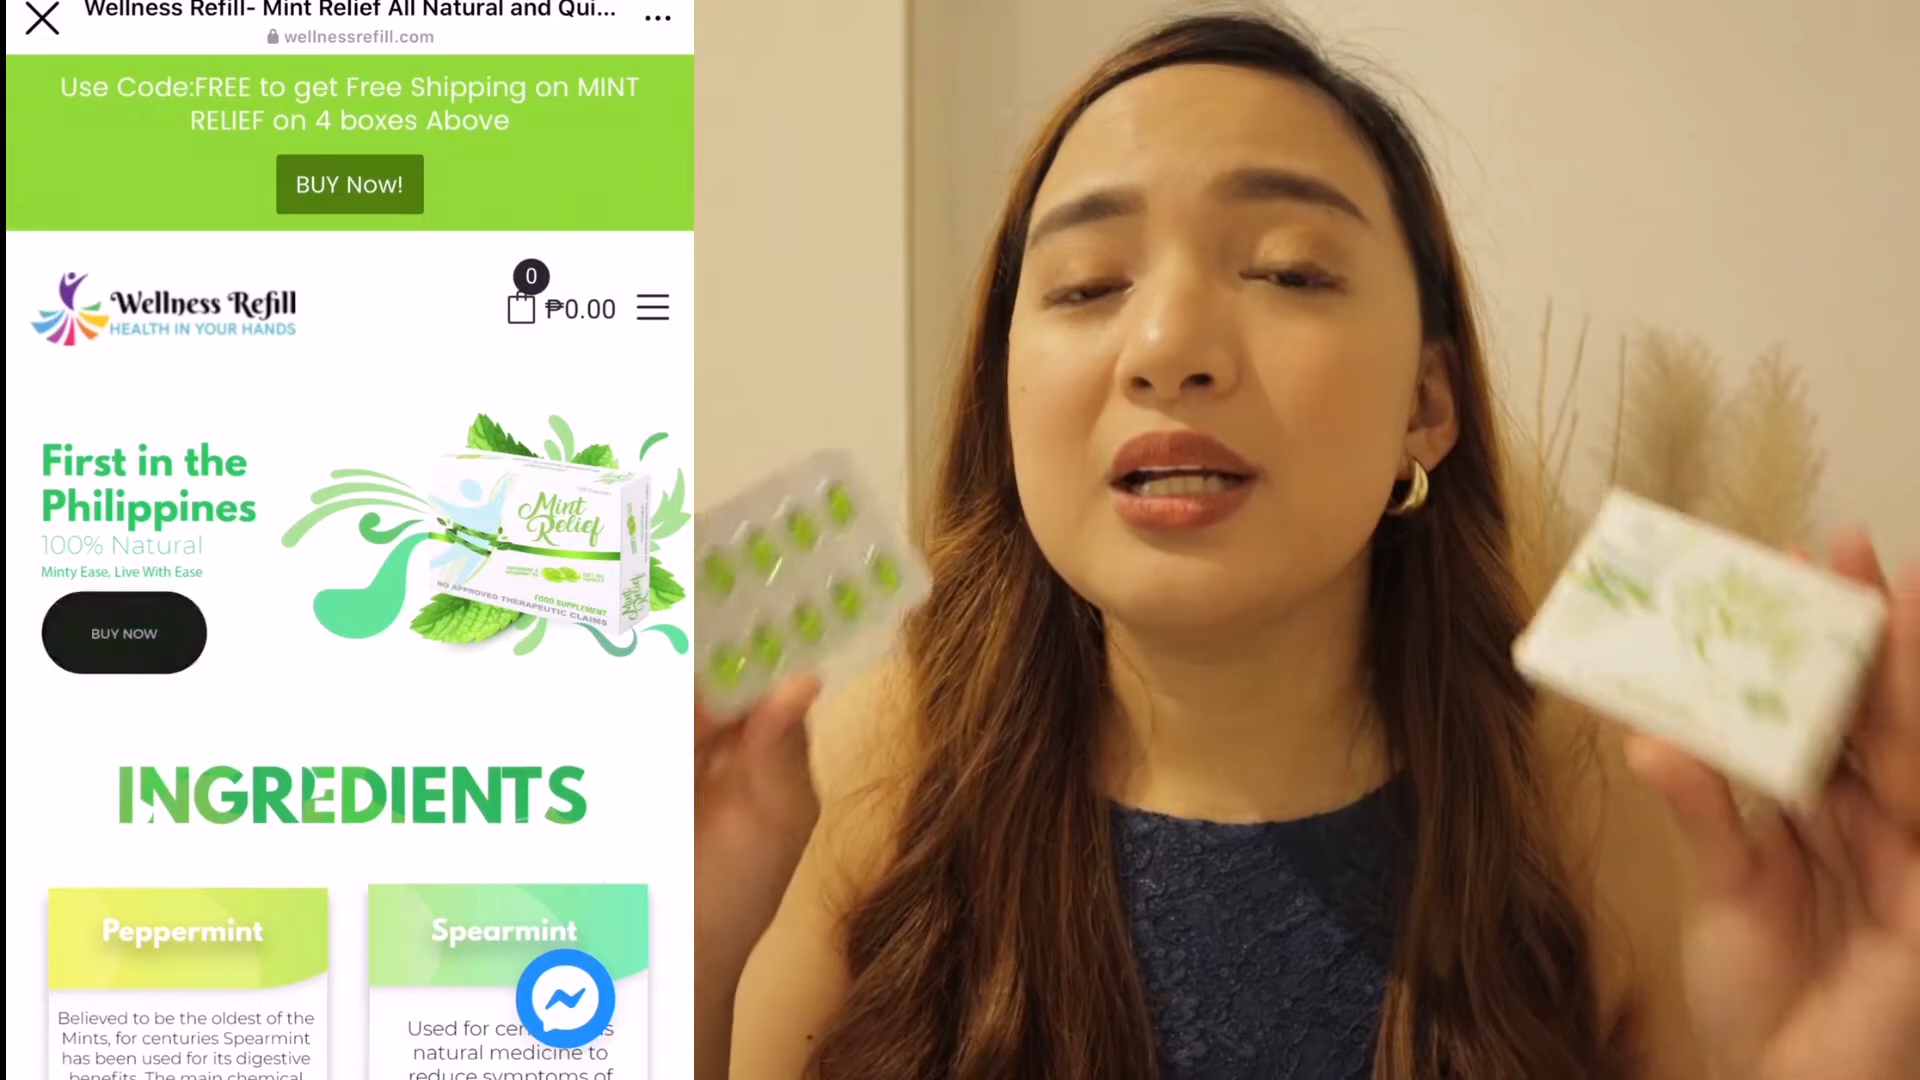 Wellness Refill- Mint Relief All Natural and Qui...
wellnessrefill.com
Use Code:FREE to get Free Shipping on MINT
RELIEF on 4 boxes Above
BUY Now!
0
Wellness Refill
HEALTH IN YOUR HANDS
₱0.00
First in the
Philippines
100% Natural
Minty Ease, Live With Ease
BUY NOW
Mint
Relief
NO APPROVED THERAPEUTIC CLAIMS
FOOD SUPPLEMENT
INGREDIENTS
Peppermint
Believed to be the oldest of the
Mints, for centuries Spearmint
has been used for its digestive
benefits. The main chemical
Spearmint
Used for
natural medicine to
reduce symptoms of